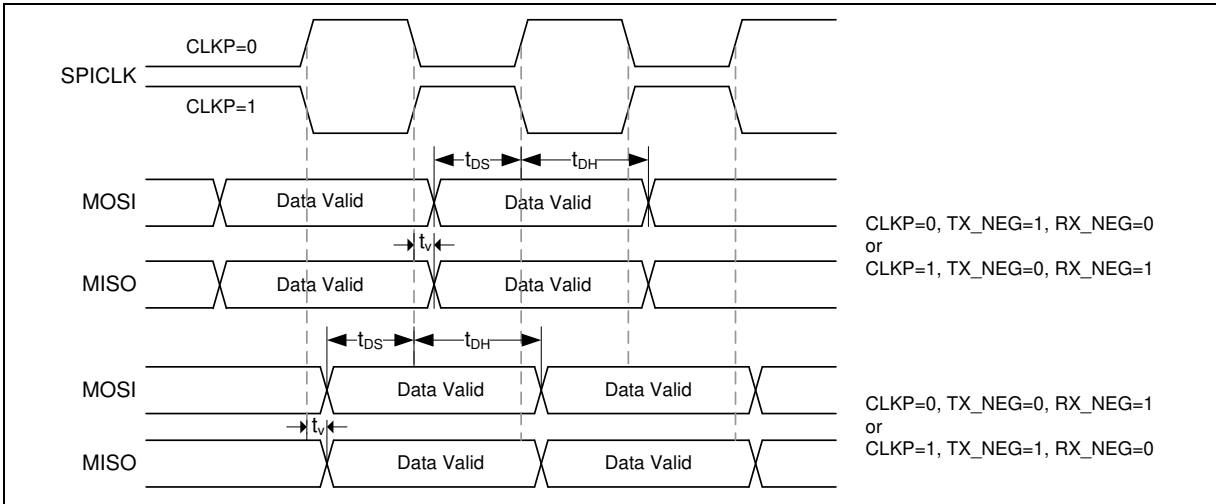 CLKP=0
SPICLK
CLKP=1
tDS
tDH
MOSI
Data Valid
Data Valid
CLKP=0, TX_NEG=1, RX_NEG=0
or
CLKP=1, TX_NEG=0, RX_NEG=1
tv
MISO
Data Valid
Data Valid
tDS
tDH
MOSI
Data Valid
Data Valid
CLKP=0, TX_NEG=0, RX_NEG=1
or
CLKP=1, TX_NEG=1, RX_NEG=0
tv
MISO
Data Valid
Data Valid